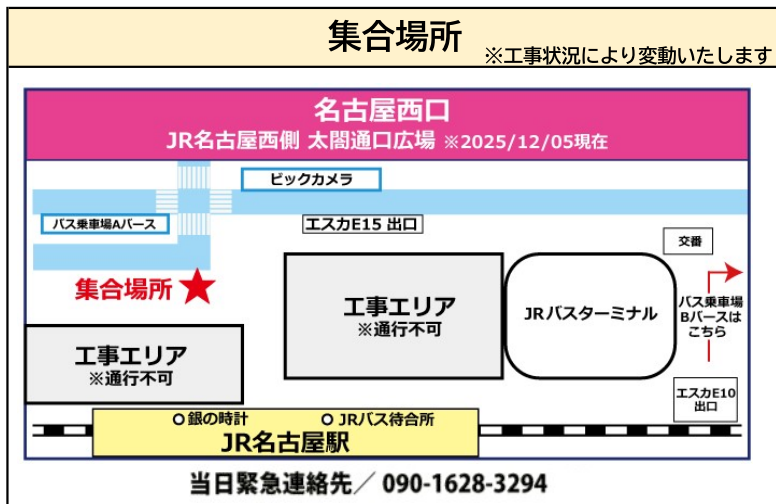 集合場所
※工事状況により変動いたします
名古屋西口
JR名古屋西側 太閤通口広場 ※2025/12/05現在
ビックカメラ
バス乗車場Aバース
エスカE15 出口
交番
集合場所
工事エリア
※通行不可
JRバスターミナル
バス乗車場
Bバースは
こちら
工事エリア
※通行不可
エスカE10
出口
銀の時計
JRバス待合所
JR名古屋駅
当日緊急連絡先／ 090-1628-3294